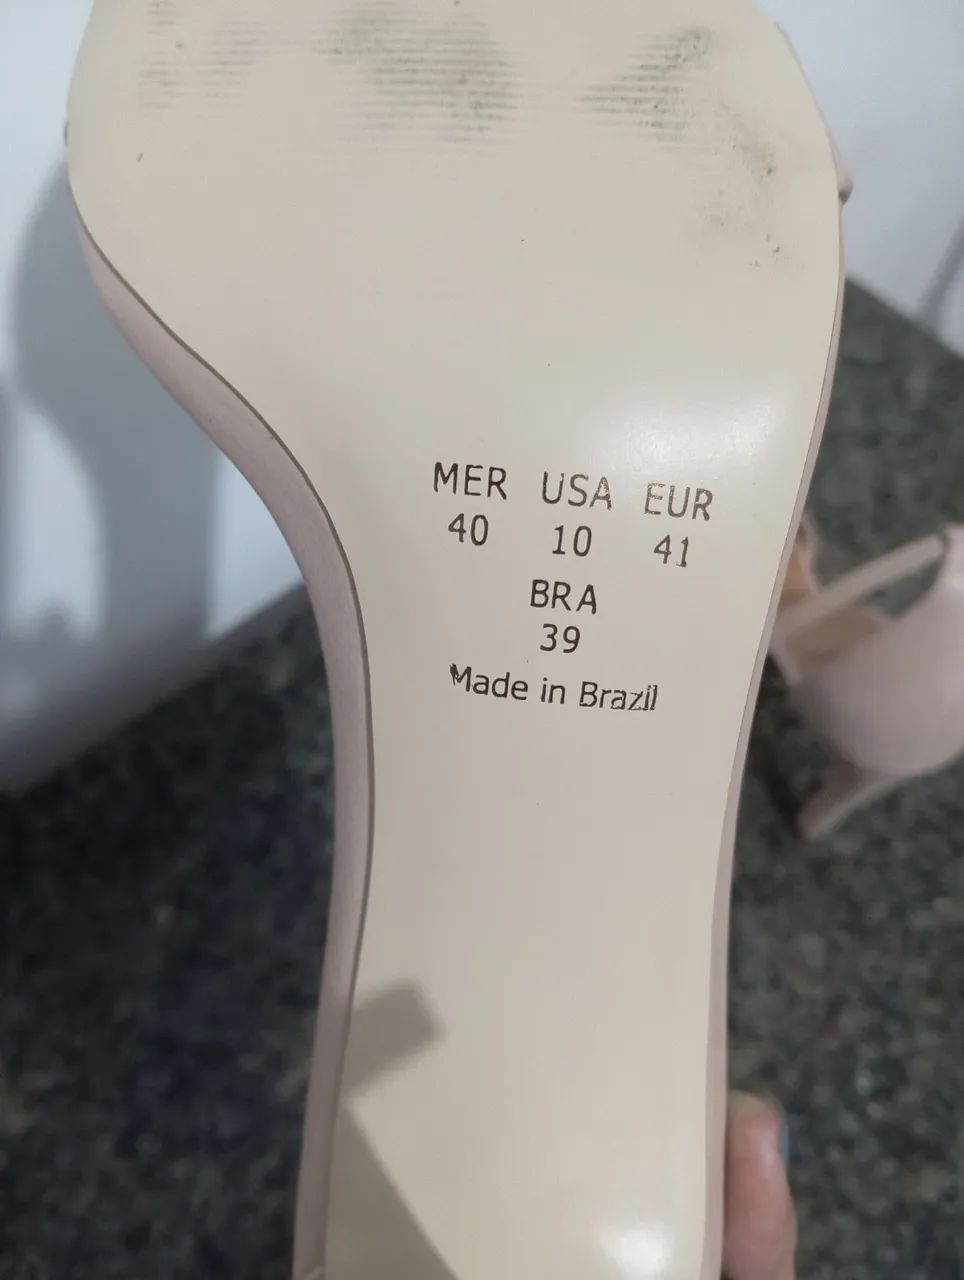 MER USA EUR
40 10 41
BRA
39
Made in Brazil